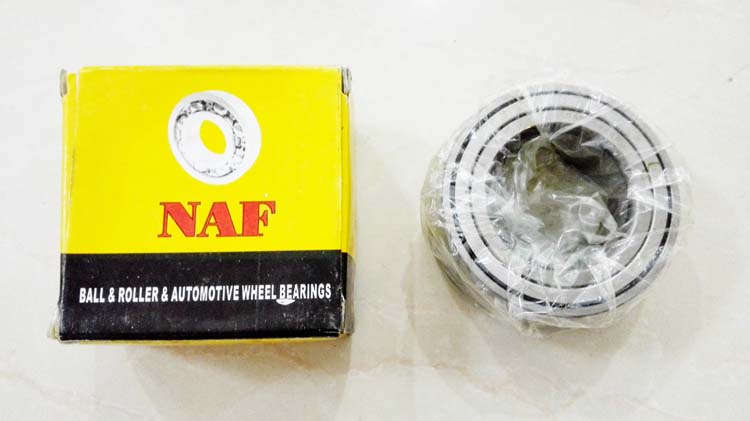 NAF
BALL & ROLLER & AUTOMOTIVE WHEEL BEARINGS